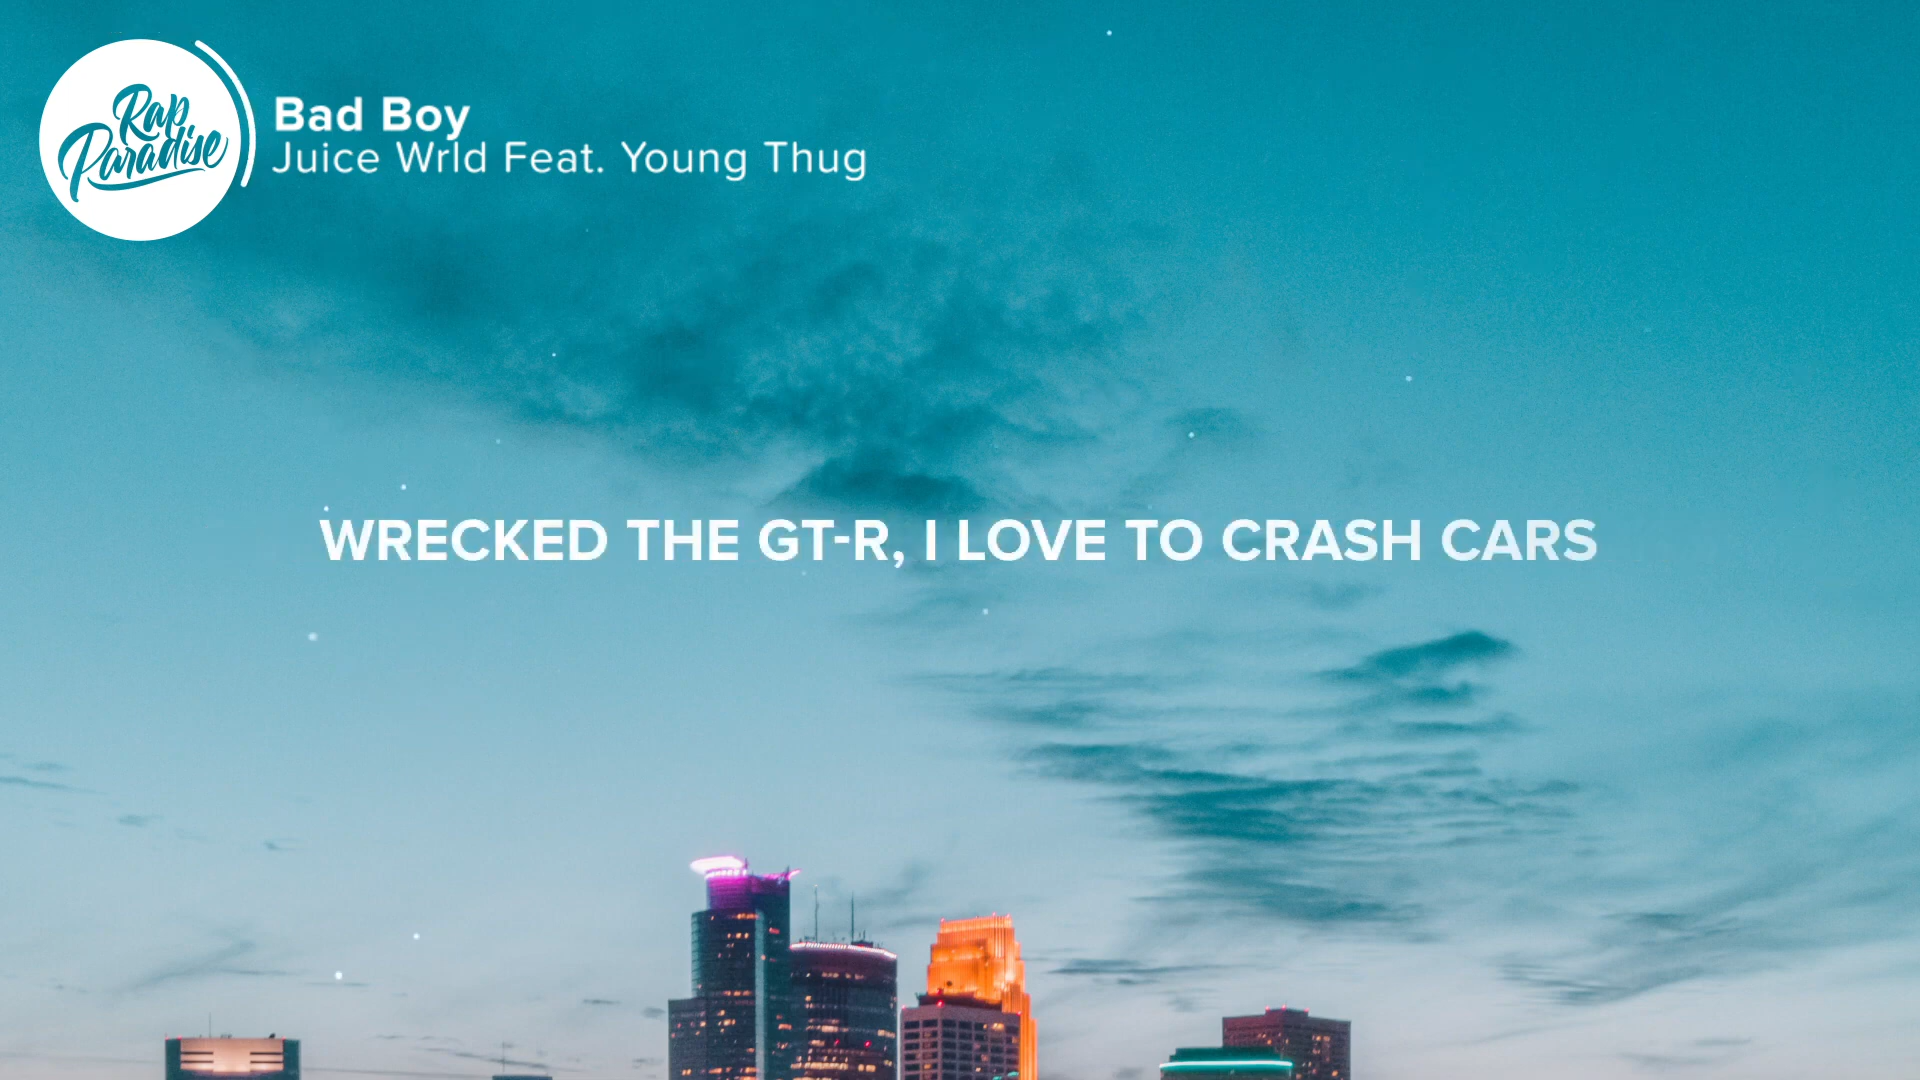 Rap
Paradise
Bad Boy
Juice Wrld Feat. Young Thug
WRECKED THE GT-R, I LOVE TO CRASH CARS